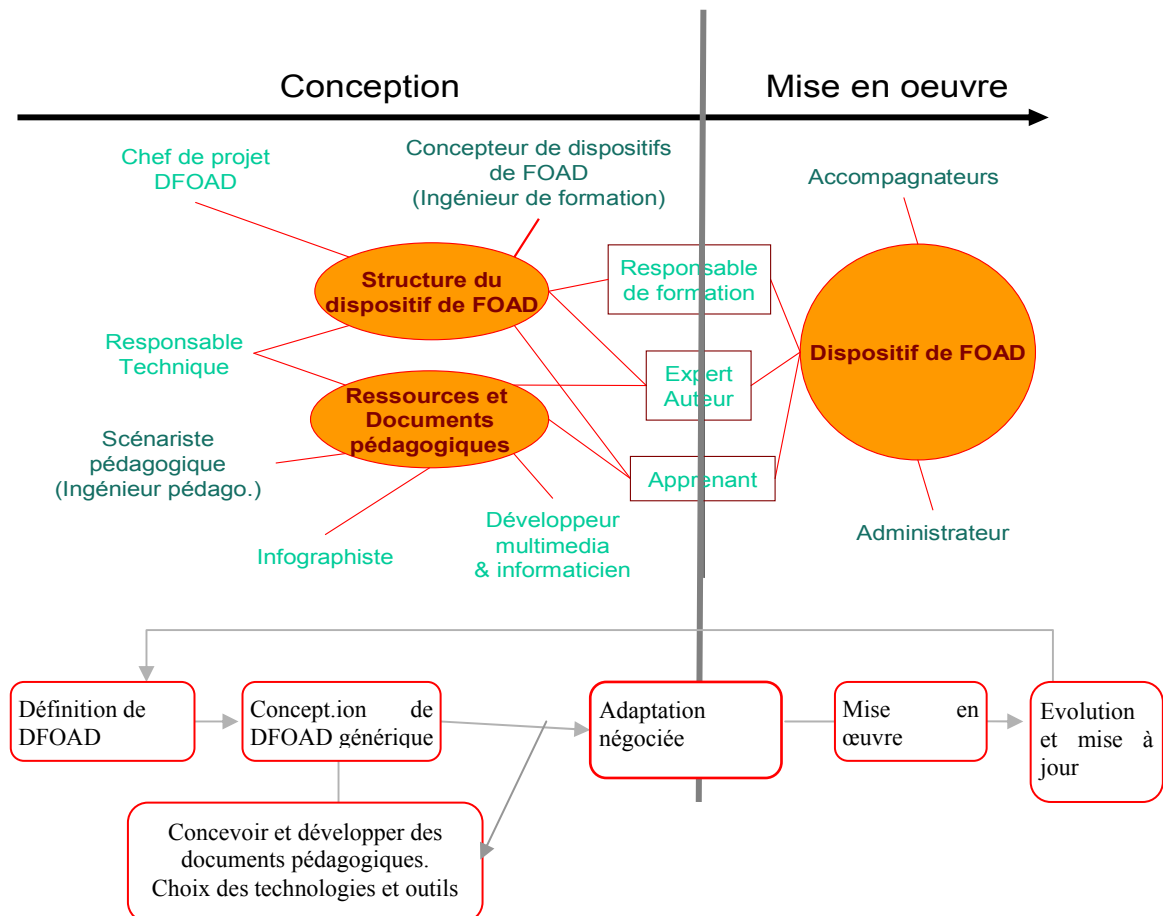 Conception
Mise en oeuvre
Chef de projet
DFOAD
Concepteur de dispositifs
de FOAD
(Ingénieur de formation)
Accompagnateurs
Structure du
dispositif de FOAD
Responsable
de formation
Responsable
Technique
Dispositif de FOAD
Expert
Auteur
Ressources et
Documents
pédagogiques
Scénariste
pédagogique
(Ingénieur pédago.)
Apprenant
Infographiste
Développeur
multimedia
& informaticien
Administrateur
Définition de
DFOAD
Concept.ion de
DFOAD générique
Adaptation
négociée
Mise en
œuvre
Evolution
et mise à
jour
Concevoir et développer des
documents pédagogiques.
Choix des technologies et outils